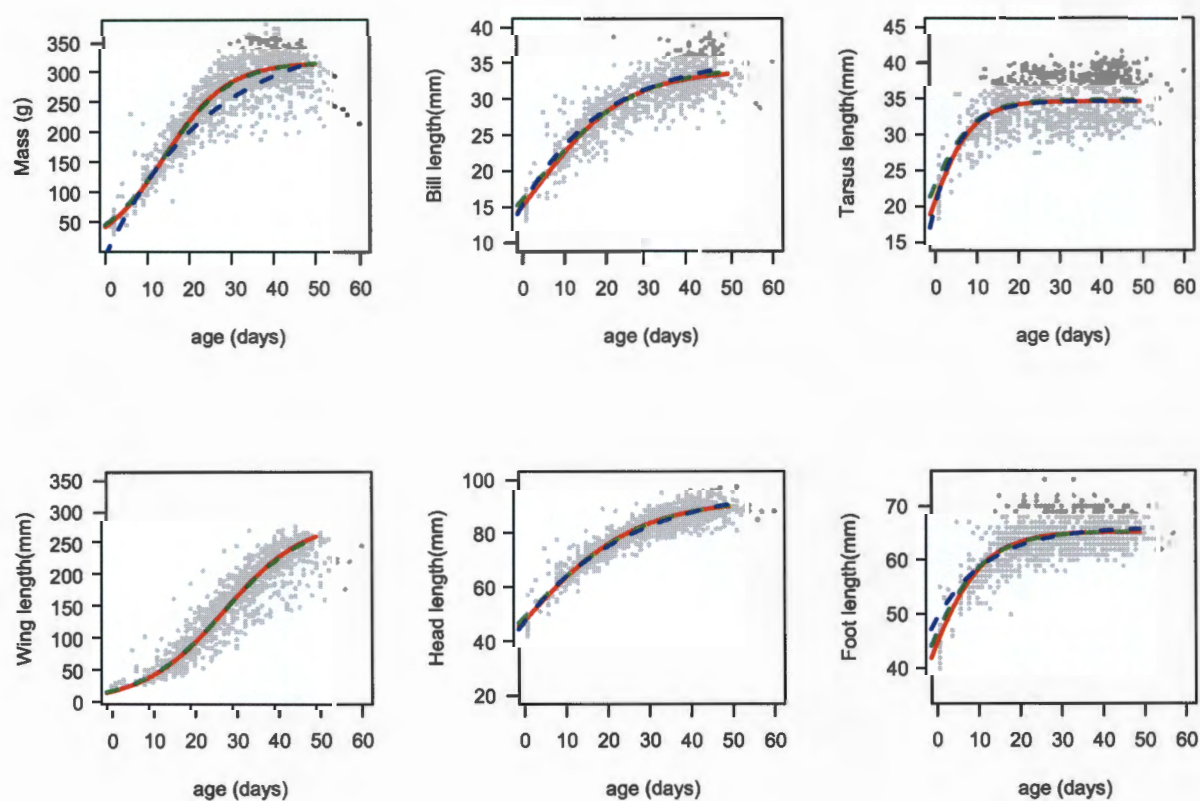 Mass (g)
350
300
250
200
150
100
50
0 10 20 30 40 50 60
age (days)
Bill length(mm)
40
35
30
25
20
15
10
0 10 20 30 40 50 60
age (days)
Tarsus length(mm)
45
40
35
30
25
20
15
0 10 20 30 40 50 60
age (days)
Wing length(mm)
350
300
250
200
150
100
50
0
0 10 20 30 40 50 60
age (days)
Head length(mm)
100
80
60
40
20
0 10 20 30 40 50 60
age (days)
Foot length(mm)
70
60
50
40
0 10 20 30 40 50 60
age (days)